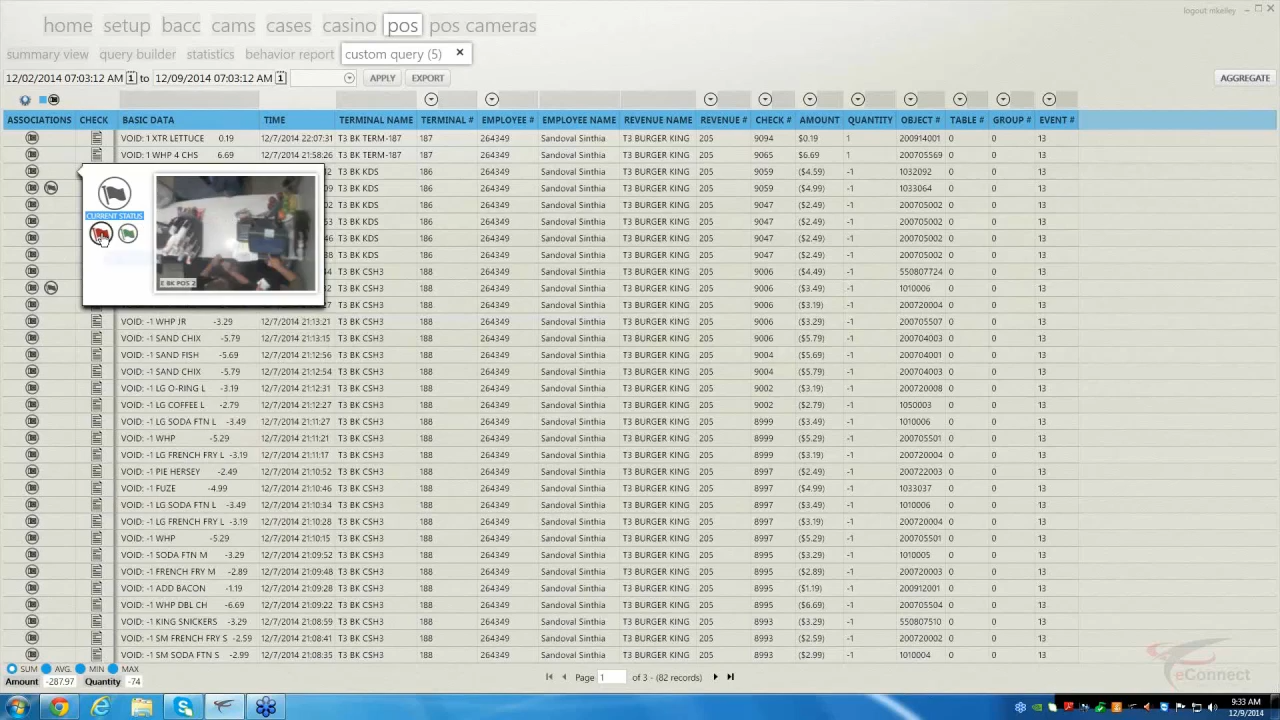 logout mkelley
home setup bacc cams cases casino pos pos cameras
summary view query builder statistics behavior report custom query (5)
12/02/2014 07:03:12 AM to 12/09/2014 07:03:12 AM APPLY EXPORT AGGREGATE
ASSOCIATIONS CHECK BASIC DATA TIME TERMINAL NAME TERMINAL # EMPLOYEE # EMPLOYEE NAME REVENUE NAME REVENUE # CHECK # AMOUNT QUANTITY OBJECT # TABLE # GROUP # EVENT #
VOID: 1 XTR LETTUCE 0.19 12/7/2014 22:07:31 T3 BK TERM-187 187 264349 Sandoval Sinthia T3 BURGER KING 205 9094 $0.19 1 200914001 0 0 13
VOID: 1 WHP 4 CHS 6.69 12/7/2014 21:58:26 T3 BK TERM-187 187 264349 Sandoval Sinthia T3 BURGER KING 205 9065 $6.69 1 200705569 0 0 13
2 T3 BK KDS 186 264349 Sandoval Sinthia T3 BURGER KING 205 9059 ($4.59) -1 1032092 0 0 13
09 T3 BK KDS 186 264349 Sandoval Sinthia T3 BURGER KING 205 9059 ($4.49) -1 1033064 0 0 13
02 T3 BK KDS 186 264349 Sandoval Sinthia T3 BURGER KING 205 9047 ($2.49) -1 200705002 0 0 13
02 T3 BK KDS 186 264349 Sandoval Sinthia T3 BURGER KING 205 9047 ($2.49) -1 200705002 0 0 13
46 T3 BK KDS 186 264349 Sandoval Sinthia T3 BURGER KING 205 9047 ($2.49) -1 200705002 0 0 13
38 T3 BK KDS 186 264349 Sandoval Sinthia T3 BURGER KING 205 9047 ($2.49) -1 200705002 0 0 13
T3 BK CSH3 188 264349 Sandoval Sinthia T3 BURGER KING 205 9006 ($2.49) -1 550807724 0 0 13
T3 BK CSH3 188 264349 Sandoval Sinthia T3 BURGER KING 205 9006 ($3.49) -1 1010006 0 0 13
T3 BK CSH3 188 264349 Sandoval Sinthia T3 BURGER KING 205 9006 ($3.19) -1 200720004 0 0 13
CURRENT STATUS
E BK POS 2
VOID: -1 WHP JR -3.29 12/7/2014 21:13:21 T3 BK CSH3 188 264349 Sandoval Sinthia T3 BURGER KING 205 9006 ($3.29) -1 200705507 0 0 13
VOID: -1 SAND CHIX -5.79 12/7/2014 21:13:15 T3 BK CSH3 188 264349 Sandoval Sinthia T3 BURGER KING 205 9006 ($5.79) -1 200704003 0 0 13
VOID: -1 SAND FISH -5.69 12/7/2014 21:12:56 T3 BK CSH3 188 264349 Sandoval Sinthia T3 BURGER KING 205 9004 ($5.69) -1 200704001 0 0 13
VOID: -1 SAND CHIX -5.79 12/7/2014 21:12:54 T3 BK CSH3 188 264349 Sandoval Sinthia T3 BURGER KING 205 9004 ($5.79) -1 200704003 0 0 13
VOID: -1 LG O-RING L -3.19 12/7/2014 21:12:31 T3 BK CSH3 188 264349 Sandoval Sinthia T3 BURGER KING 205 9002 ($3.19) -1 200720008 0 0 13
VOID: -1 LG COFFEE L -2.79 12/7/2014 21:12:27 T3 BK CSH3 188 264349 Sandoval Sinthia T3 BURGER KING 205 9002 ($2.79) -1 1050003 0 0 13
VOID: -1 LG SODA FTN L -3.49 12/7/2014 21:11:27 T3 BK CSH3 188 264349 Sandoval Sinthia T3 BURGER KING 205 8999 ($3.49) -1 1010006 0 0 13
VOID: -1 WHP -5.29 12/7/2014 21:11:21 T3 BK CSH3 188 264349 Sandoval Sinthia T3 BURGER KING 205 8999 ($5.29) -1 200705501 0 0 13
VOID: -1 LG FRENCH FRY L -3.19 12/7/2014 21:11:17 T3 BK CSH3 188 264349 Sandoval Sinthia T3 BURGER KING 205 8999 ($3.19) -1 200720004 0 0 13
VOID: -1 PIE HERSEY -2.49 12/7/2014 21:10:52 T3 BK CSH3 188 264349 Sandoval Sinthia T3 BURGER KING 205 8997 ($2.49) -1 200722003 0 0 13
VOID: -1 FUZE -4.99 12/7/2014 21:10:46 T3 BK CSH3 188 264349 Sandoval Sinthia T3 BURGER KING 205 8997 ($4.99) -1 1033037 0 0 13
VOID: -1 LG SODA FTN L -3.49 12/7/2014 21:10:34 T3 BK CSH3 188 264349 Sandoval Sinthia T3 BURGER KING 205 8997 ($3.49) -1 1010006 0 0 13
VOID: -1 LG FRENCH FRY L -3.19 12/7/2014 21:10:28 T3 BK CSH3 188 264349 Sandoval Sinthia T3 BURGER KING 205 8997 ($3.19) -1 200720004 0 0 13
VOID: -1 WHP -5.29 12/7/2014 21:10:15 T3 BK CSH3 188 264349 Sandoval Sinthia T3 BURGER KING 205 8997 ($5.29) -1 200705501 0 0 13
VOID: -1 SODA FTN M -3.29 12/7/2014 21:09:52 T3 BK CSH3 188 264349 Sandoval Sinthia T3 BURGER KING 205 8995 ($3.29) -1 1010005 0 0 13
VOID: -1 FRENCH FRY M -2.89 12/7/2014 21:09:48 T3 BK CSH3 188 264349 Sandoval Sinthia T3 BURGER KING 205 8995 ($2.89) -1 200720003 0 0 13
VOID: -1 ADD BACON -1.19 12/7/2014 21:09:28 T3 BK CSH3 188 264349 Sandoval Sinthia T3 BURGER KING 205 8995 ($1.19) -1 200912001 0 0 13
VOID: -1 WHP DBL CH -6.69 12/7/2014 21:09:22 T3 BK CSH3 188 264349 Sandoval Sinthia T3 BURGER KING 205 8995 ($6.69) -1 200705504 0 0 13
VOID: -1 KING SNICKERS -3.29 12/7/2014 21:08:56 T3 BK CSH3 188 264349 Sandoval Sinthia T3 BURGER KING 205 8993 ($3.29) -1 550807510 0 0 13
VOID: -1 SM FRENCH FRY S -2.59 12/7/2014 21:08:41 T3 BK CSH3 188 264349 Sandoval Sinthia T3 BURGER KING 205 8993 ($2.59) -1 200720002 0 0 13
VOID: -1 SM SODA FTN S -2.99 12/7/2014 21:08:35 T3 BK CSH3 188 264349 Sandoval Sinthia T3 BURGER KING 205 8993 ($2.99) -1 1010004 0 0 13
SUM AVG. MIN MAX
Amount -287.97 Quantity -74
Page 1 of 3 - (82 records)
eConnect
9:33 AM
12/9/2014